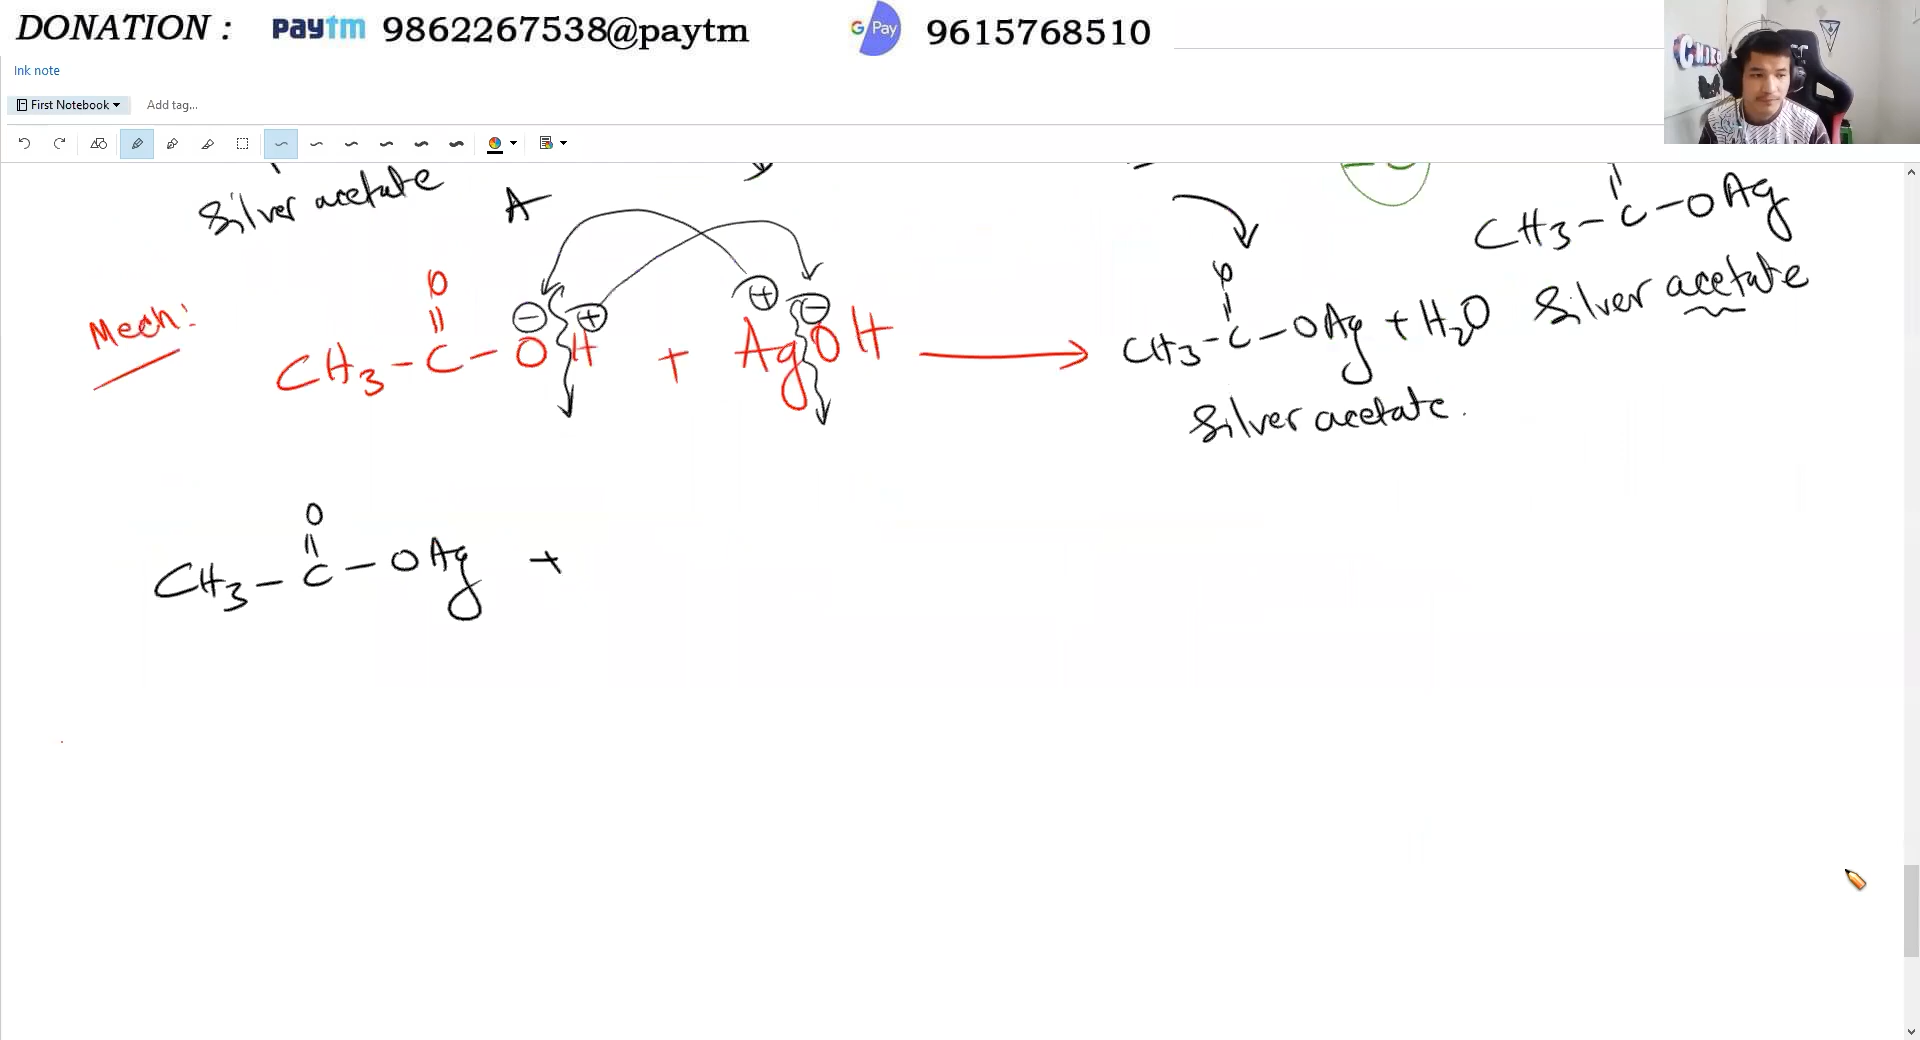 DONATION : paytm 9862267538@paytm G Pay 9615768510
Ink note
First Notebook Add tag...
Silver acetate A
O
CH3 - C - OAg
Silver acetate
Mech:
O
||
CH3 - C - O H + AgOH → CH3 - C - OAg + H2O
⊖ ⊕ ⊕ ⊖
O
||
Silver acetate.
O
||
CH3 - C - OAg +